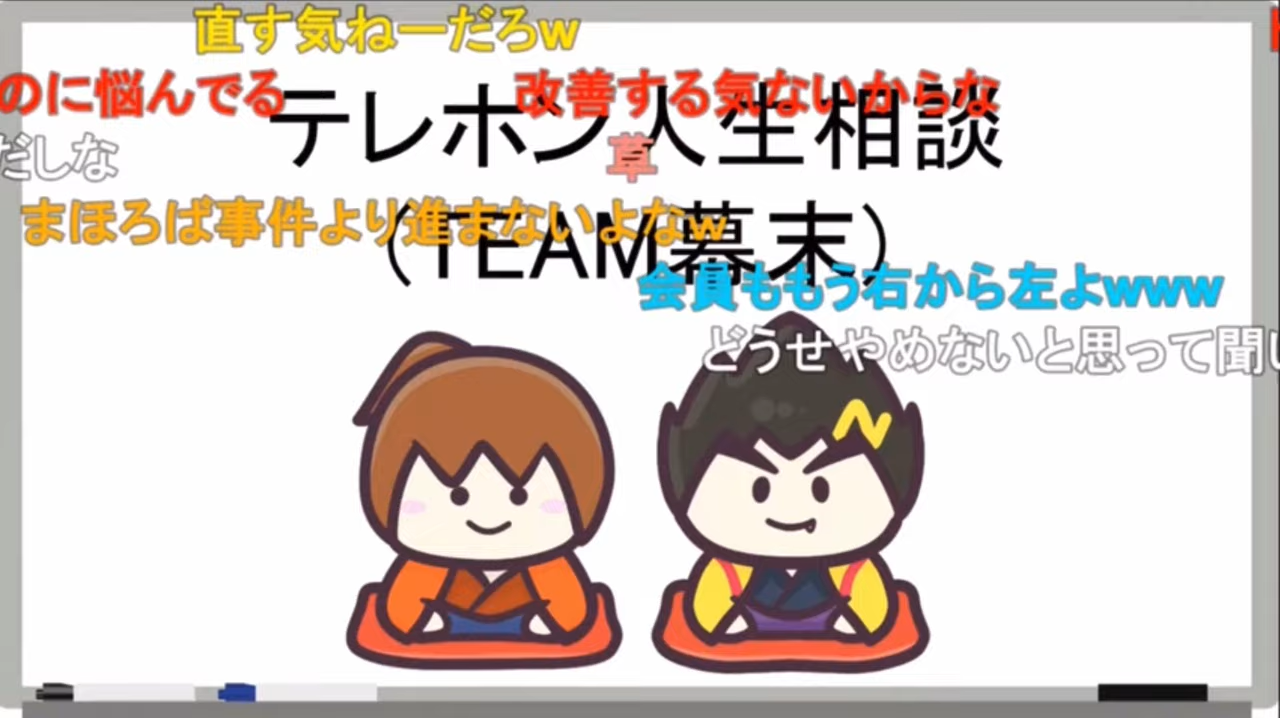 直す気ねーだろw
のに悩んでる
改善する気ないからな
テレホン人生相談
草
だしな
まほろば事件より進まないよなw
(TEAM幕末)
会員ももう右から左よwww
どうせやめないと思って聞い